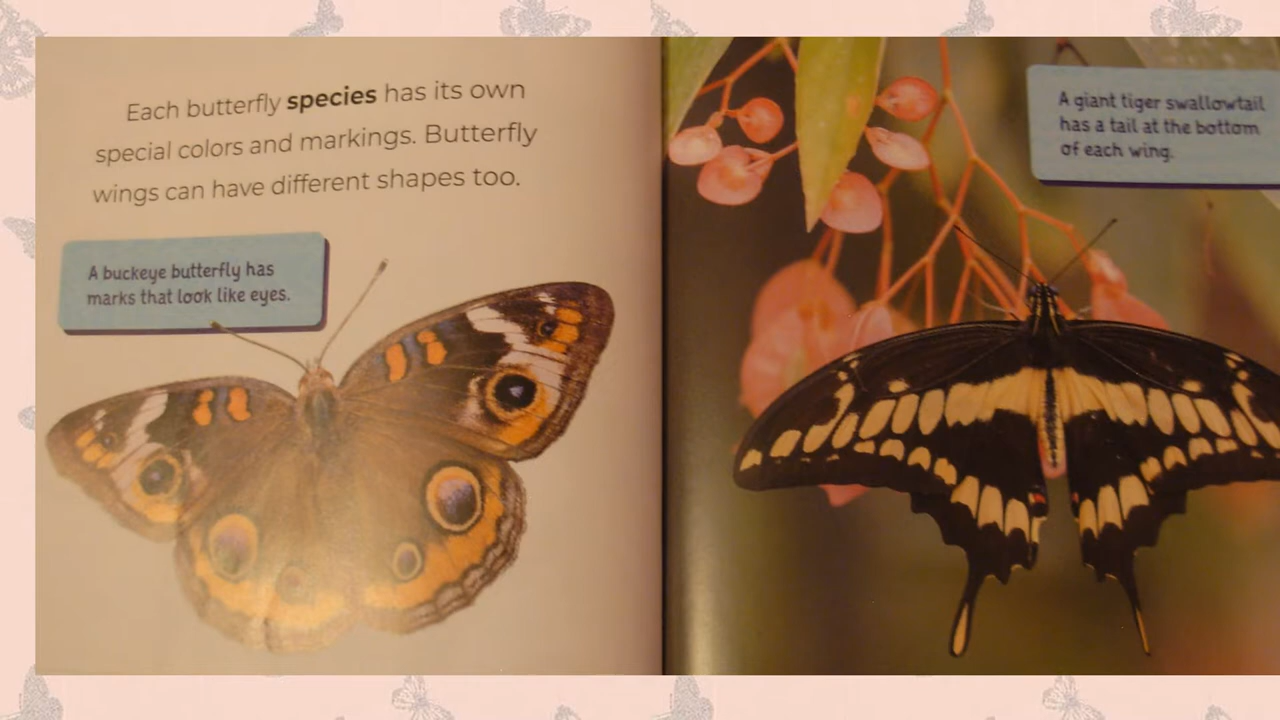 Each butterfly species has its own
special colors and markings. Butterfly
wings can have different shapes too.
A buckeye butterfly has
marks that look like eyes.
A giant tiger swallowtail
has a tail at the bottom
of each wing.